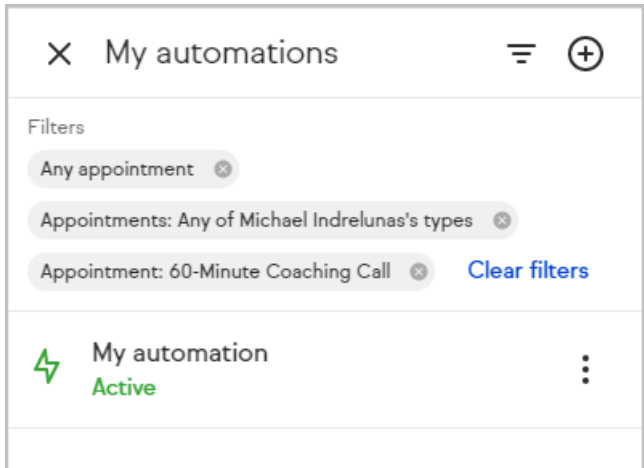 My automations
Filters
Any appointment
Appointments: Any of Michael Indrelunas's types
Appointment: 60-Minute Coaching Call
Clear filters
My automation
Active